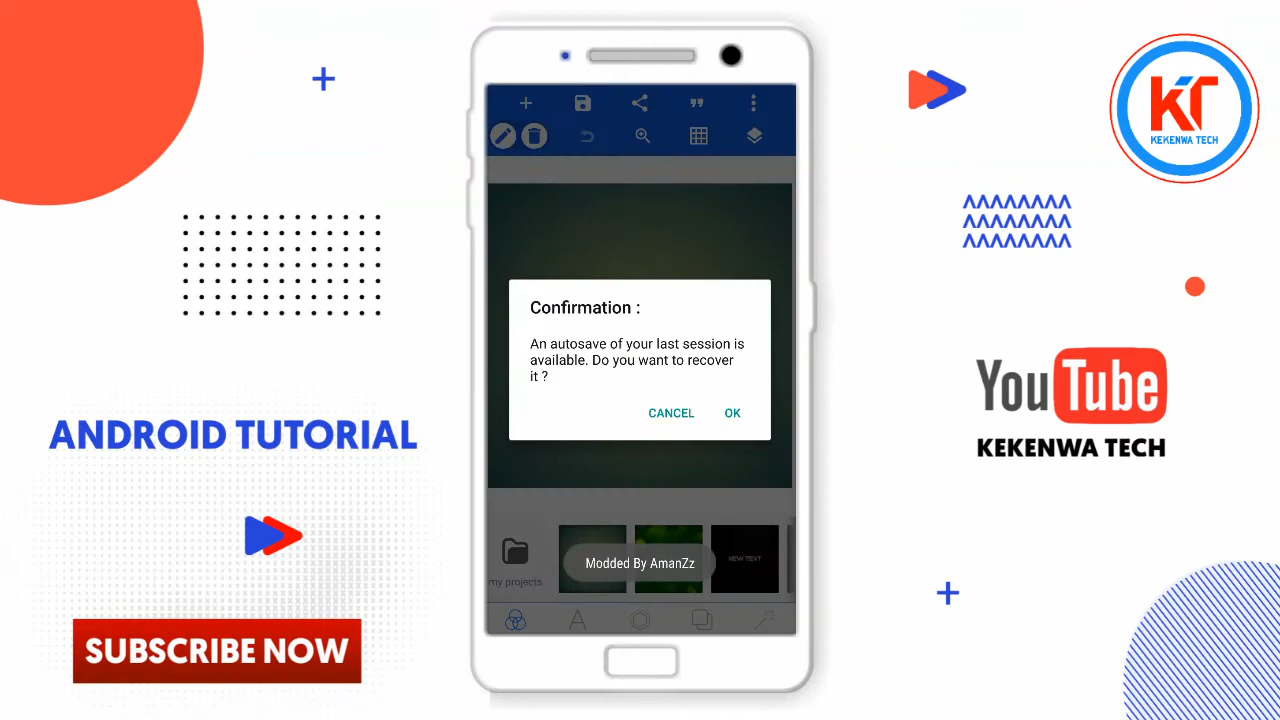 KT
KEKENWA TECH
Confirmation :
An autosave of your last session is
available. Do you want to recover
it ?
CANCEL OK
YouTube
KEKENWA TECH
ANDROID TUTORIAL
NEW TEXT
Modded By AmanZz
my projects
SUBSCRIBE NOW